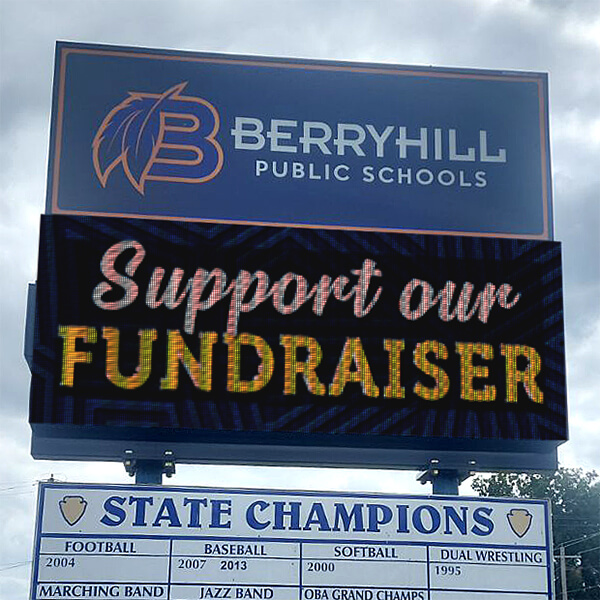 B BERRYHILL
PUBLIC SCHOOLS
Support our
FUNDRAISER
STATE CHAMPIONS
FOOTBALL BASEBALL SOFTBALL DUAL WRESTLING
2004 2007 2013 2000 1995
MARCHING BAND JAZZ BAND OBA GRAND CHAMPS